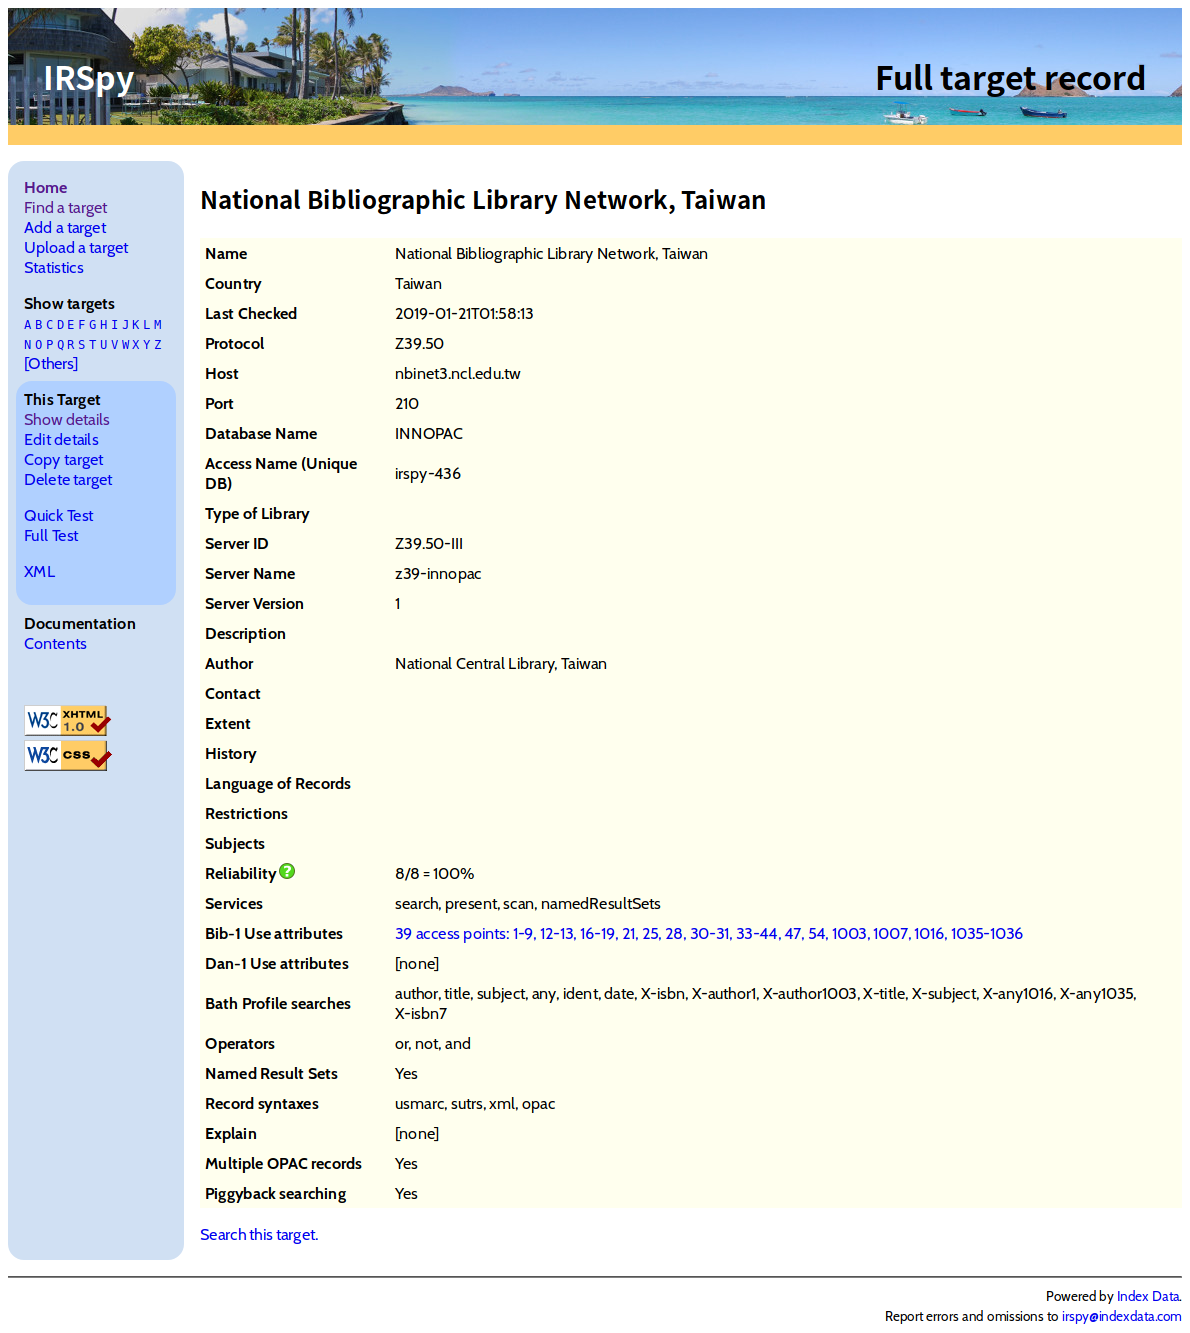 IRSpy
Full target record
Home
Find a target
Add a target
Upload a target
Statistics
Show targets
A B C D E F G H I J K L M
N O P Q R S T U V W X Y Z
[Others]
This Target
Show details
Edit details
Copy target
Delete target
Quick Test
Full Test
XML
Documentation
Contents
W3C XHTML 1.0
W3C css
National Bibliographic Library Network, Taiwan
Name National Bibliographic Library Network, Taiwan
Country Taiwan
Last Checked 2019-01-21T01:58:13
Protocol Z39.50
Host nbinet3.ncl.edu.tw
Port 210
Database Name INNOPAC
Access Name (Unique
DB) irspy-436
Type of Library
Server ID Z39.50-III
Server Name z39-innopac
Server Version 1
Description
Author National Central Library, Taiwan
Contact
Extent
History
Language of Records
Restrictions
Subjects
Reliability ? 8/8 = 100%
Services search, present, scan, namedResultSets
Bib-1 Use attributes 39 access points: 1-9, 12-13, 16-19, 21, 25, 28, 30-31, 33-44, 47, 54, 1003, 1007, 1016, 1035-1036
Dan-1 Use attributes [none]
Bath Profile searches author, title, subject, any, ident, date, X-isbn, X-author1, X-author1003, X-title, X-subject, X-any1016, X-any1035,
X-isbn7
Operators or, not, and
Named Result Sets Yes
Record syntaxes usmarc, sutrs, xml, opac
Explain [none]
Multiple OPAC records Yes
Piggyback searching Yes
Search this target.
Powered by Index Data.
Report errors and omissions to irspy@indexdata.com